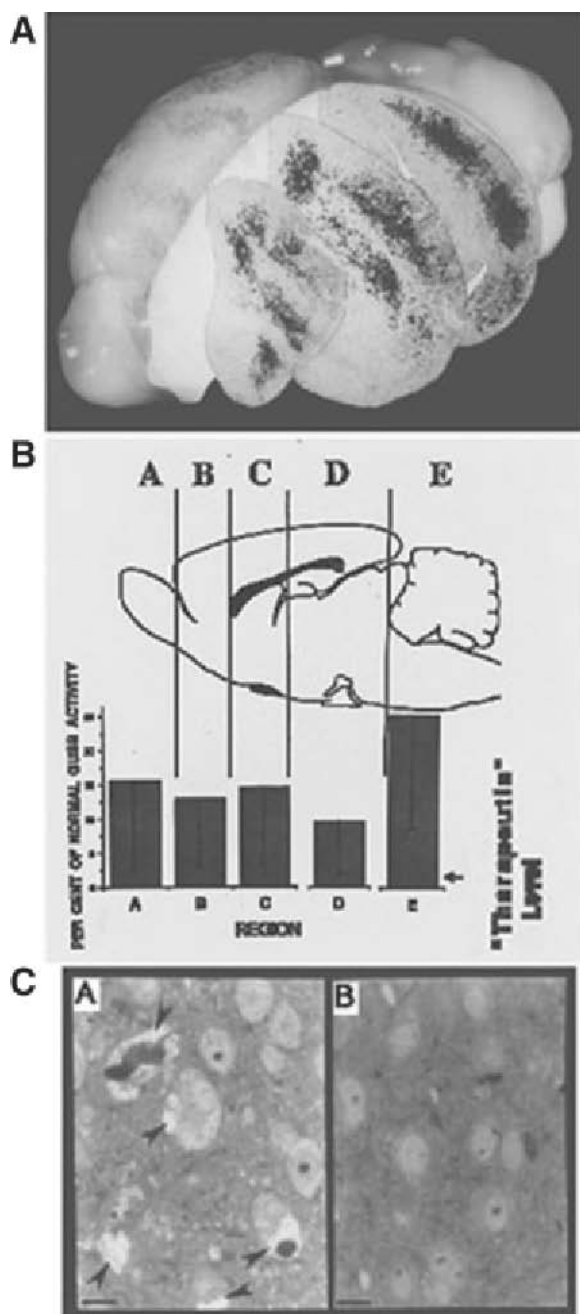 A
B
A B C D E
PER CENT OF NORMAL GUSB ACTIVITY
A B C D E
REGION
"Therapeutic"
Level
C
A
B